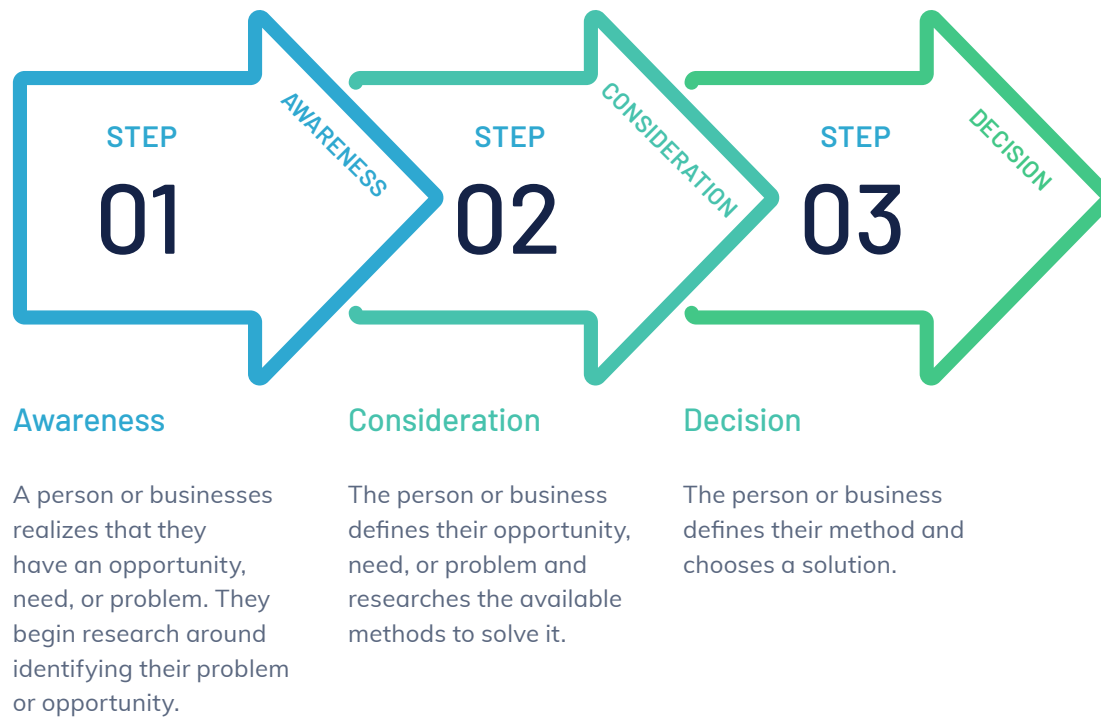 STEP
01
AWARENESS
STEP
02
CONSIDERATION
STEP
03
DECISION
Awareness
A person or businesses
realizes that they
have an opportunity,
need, or problem. They
begin research around
identifying their problem
or opportunity.
Consideration
The person or business
defines their opportunity,
need, or problem and
researches the available
methods to solve it.
Decision
The person or business
defines their method and
chooses a solution.